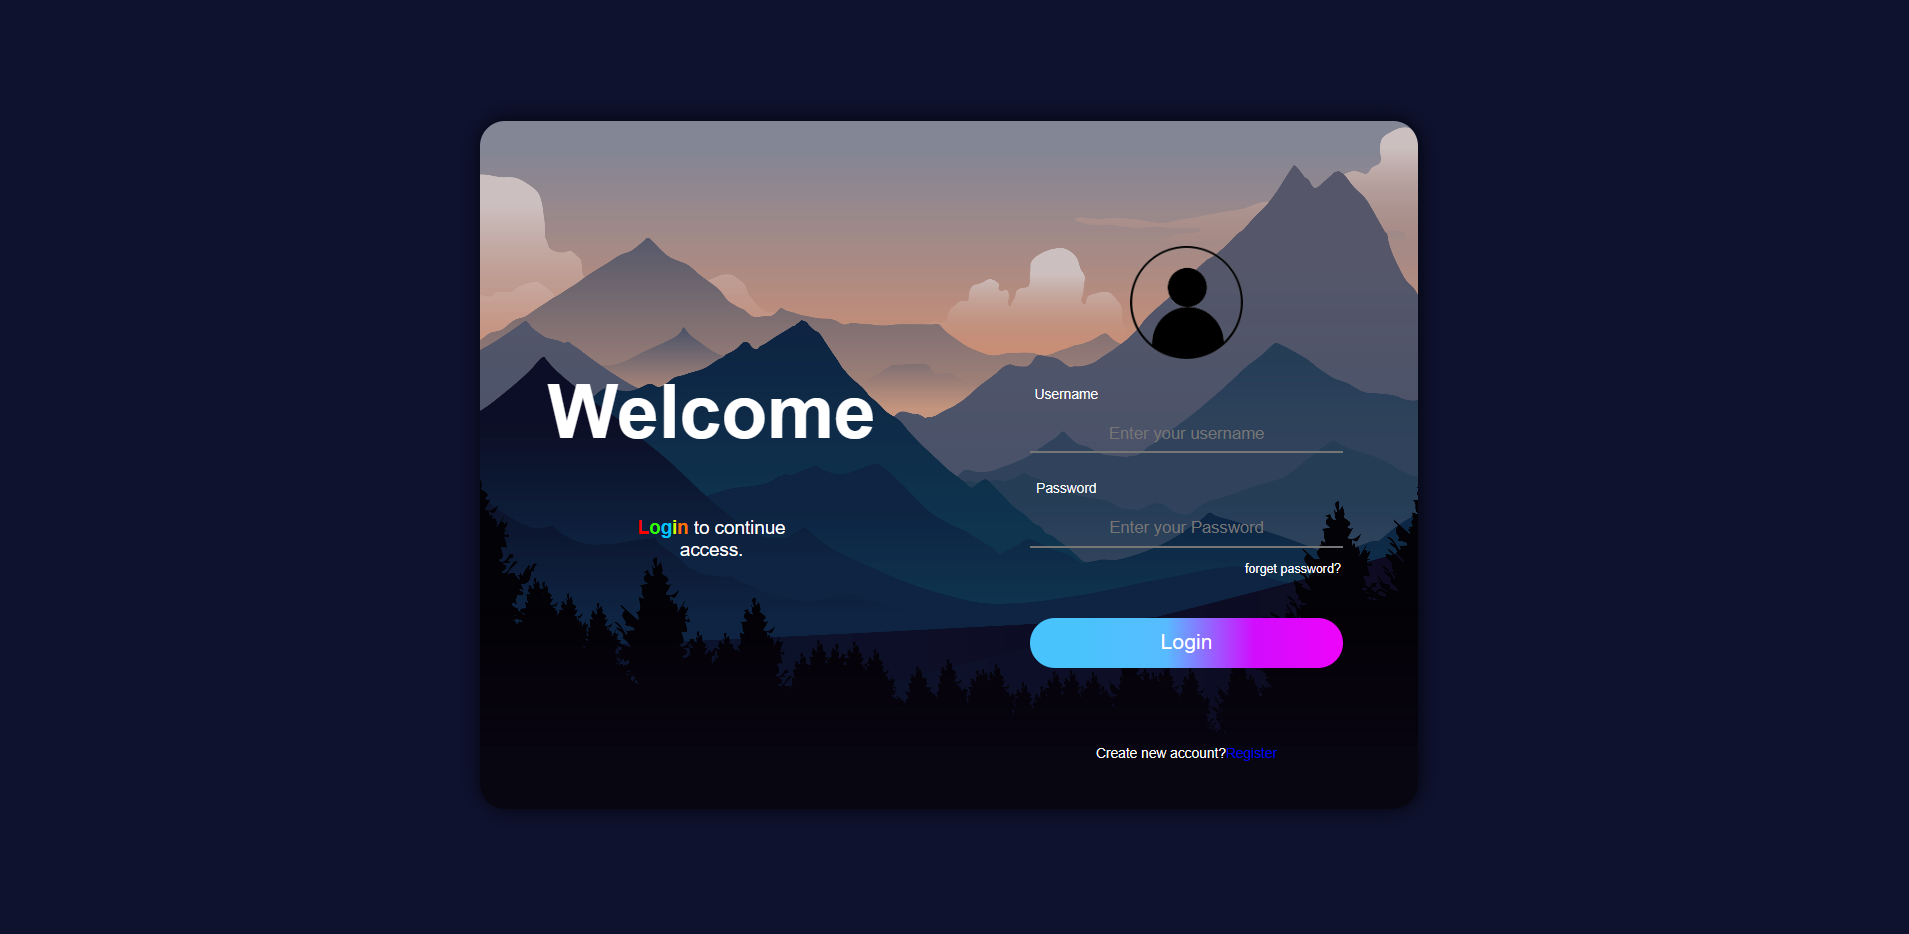 Welcome
Login to continue
access.
Username
Enter your username
Password
Enter your Password
forget password?
Login
Create new account?Register